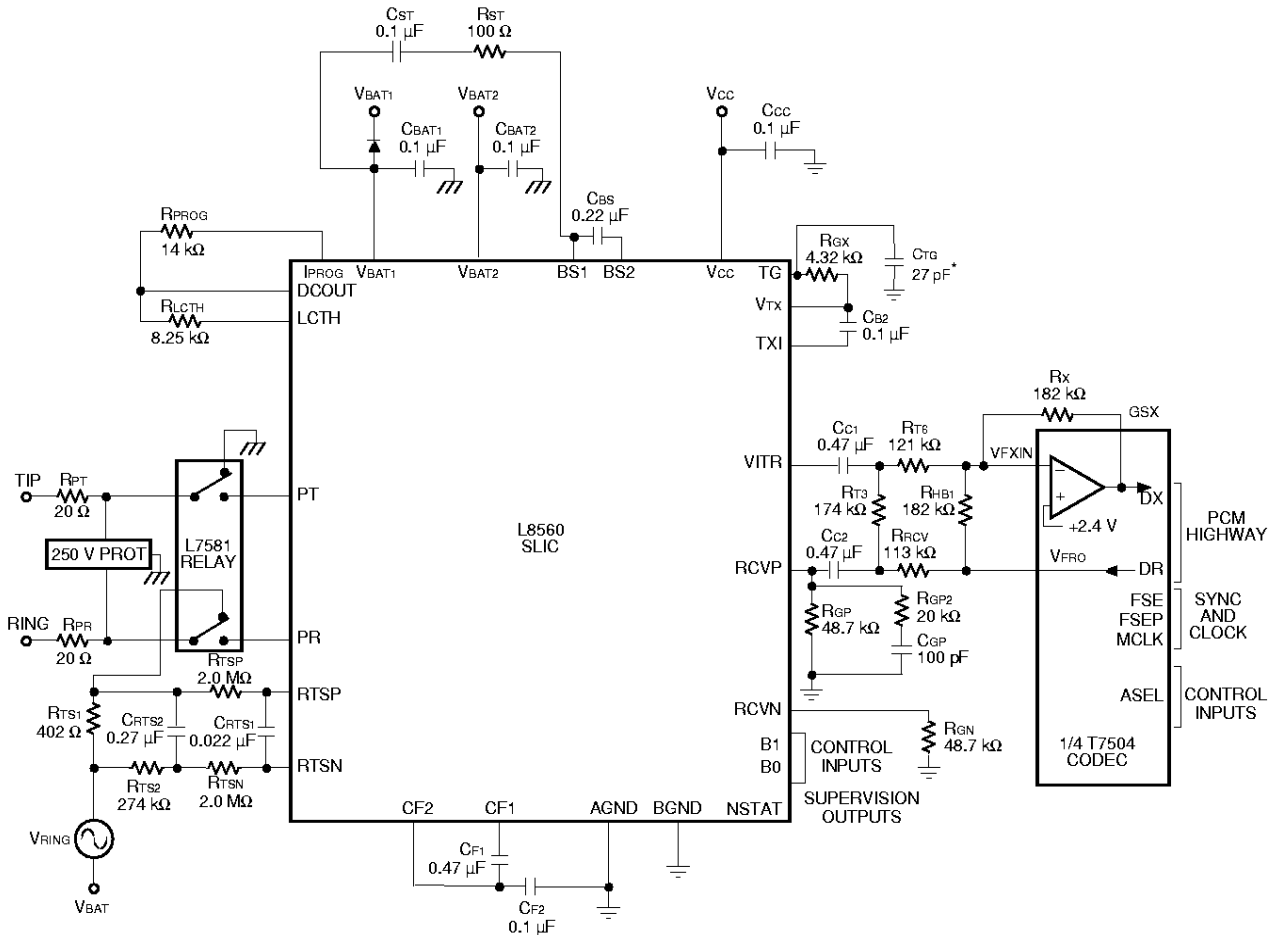 CST
0.1 µF
RST
100 Ω
VBAT1
VBAT2
CBAT1
0.1 µF
CBAT2
0.1 µF
VCC
CCC
0.1 µF
CBS
0.22 µF
RPROG
14 kΩ
RLCTH
8.25 kΩ
IPROG
VBAT1
VBAT2
BS1
BS2
VCC
TG
DCOUT
LCTH
VTX
TXI
RGX
4.32 kΩ
CTG
27 pF*
CB2
0.1 µF
RX
182 kΩ
GSX
CC1
0.47 µF
RT6
121 kΩ
VFXIN
VITR
RT3
174 kΩ
RHB1
182 kΩ
−
+
+2.4 V
DX
PCM
HIGHWAY
CC2
0.47 µF
RRCV
113 kΩ
VFRO
DR
RCVP
TIP
RPT
20 Ω
PT
250 V PROT
L7581
RELAY
L8560
SLIC
RING
RPR
20 Ω
PR
RGP
48.7 kΩ
RGP2
20 kΩ
CGP
100 pF
FSE
FSEP
MCLK
SYNC
AND
CLOCK
ASEL
CONTROL
INPUTS
1/4 T7504
CODEC
RTSP
2.0 MΩ
RTSP
RTS1
402 Ω
CRTS2
0.27 µF
CRTS1
0.022 µF
RTSN
RTS2
274 kΩ
RTSN
2.0 MΩ
RCVN
RGN
48.7 kΩ
B1
B0
CONTROL
INPUTS
NSTAT
SUPERVISION
OUTPUTS
CF2
CF1
AGND
BGND
VRING
VBAT
CF1
0.47 µF
CF2
0.1 µF